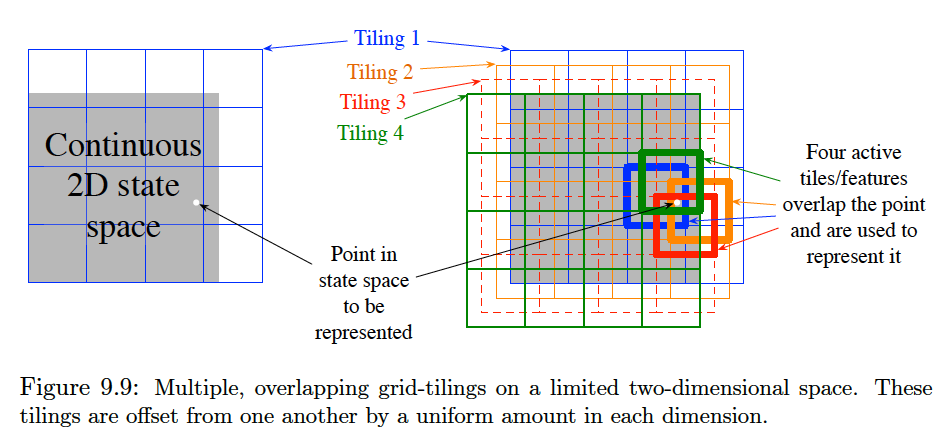 Tiling 1
Tiling 2
Tiling 3
Tiling 4
Continuous
2D state
space
Point in
state space
to be
represented
Four active
tiles/features
overlap the point
and are used to
represent it
Figure 9.9: Multiple, overlapping grid-tilings on a limited two-dimensional space. These
tilings are offset from one another by a uniform amount in each dimension.